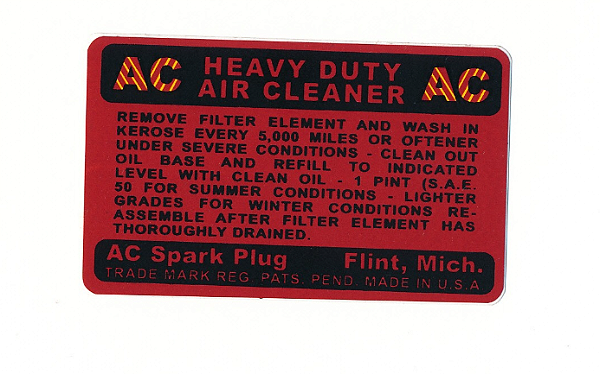 AC HEAVY DUTY AC
AIR CLEANER
REMOVE FILTER ELEMENT AND WASH IN
KEROSE EVERY 5,000 MILES OR OFTENER
UNDER SEVERE CONDITIONS - CLEAN OUT
OIL BASE AND REFILL TO INDICATED
LEVEL WITH CLEAN OIL - 1 PINT (S.A.E.
50 FOR SUMMER CONDITIONS - LIGHTER
GRADES FOR WINTER CONDITIONS RE-
ASSEMBLE AFTER FILTER ELEMENT HAS
THOROUGHLY DRAINED.
AC Spark Plug Flint, Mich.
TRADE MARK REG. PATS. PEND. MADE IN U.S.A